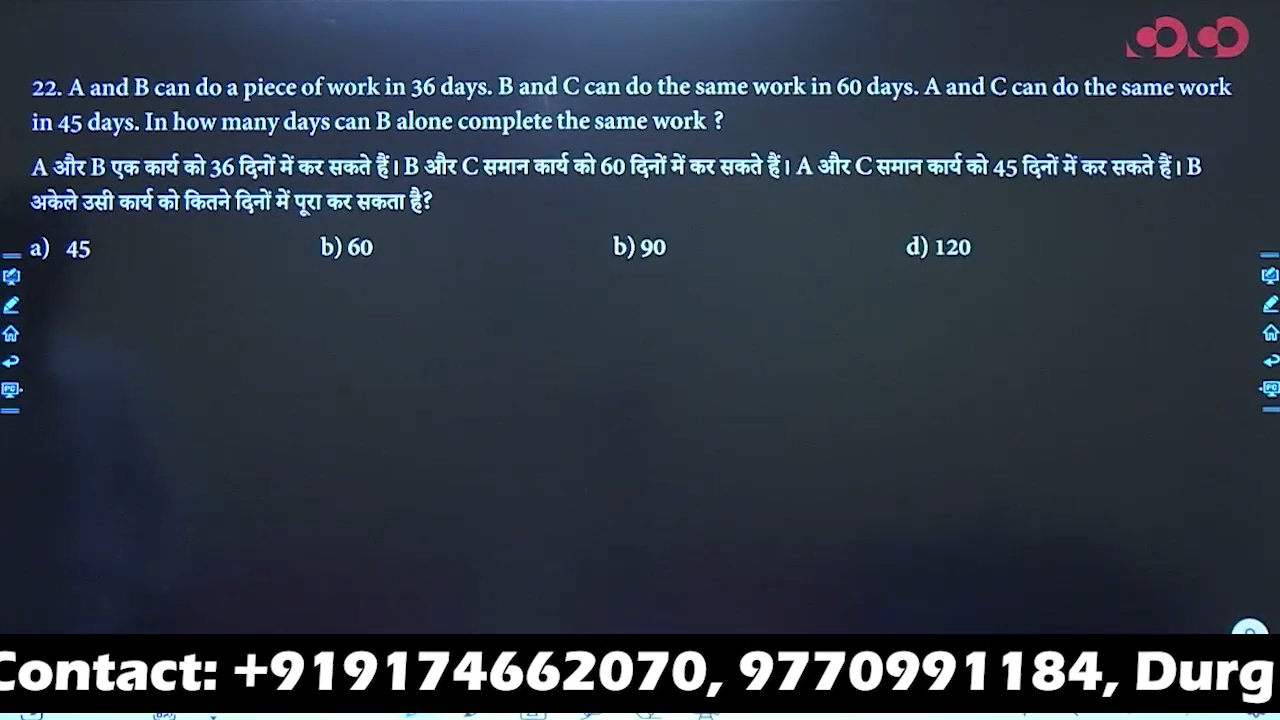 22. A and B can do a piece of work in 36 days. B and C can do the same work in 60 days. A and C can do the same work
in 45 days. In how many days can B alone complete the same work ?
A और B एक कार्य को 36 दिनों में कर सकते हैं। B और C समान कार्य को 60 दिनों में कर सकते हैं। A और C समान कार्य को 45 दिनों में कर सकते हैं। B
अकेले उसी कार्य को कितने दिनों में पूरा कर सकता है?
a) 45 b) 60 b) 90 d) 120
PC PC
Contact: +919174662070, 9770991184, Durg